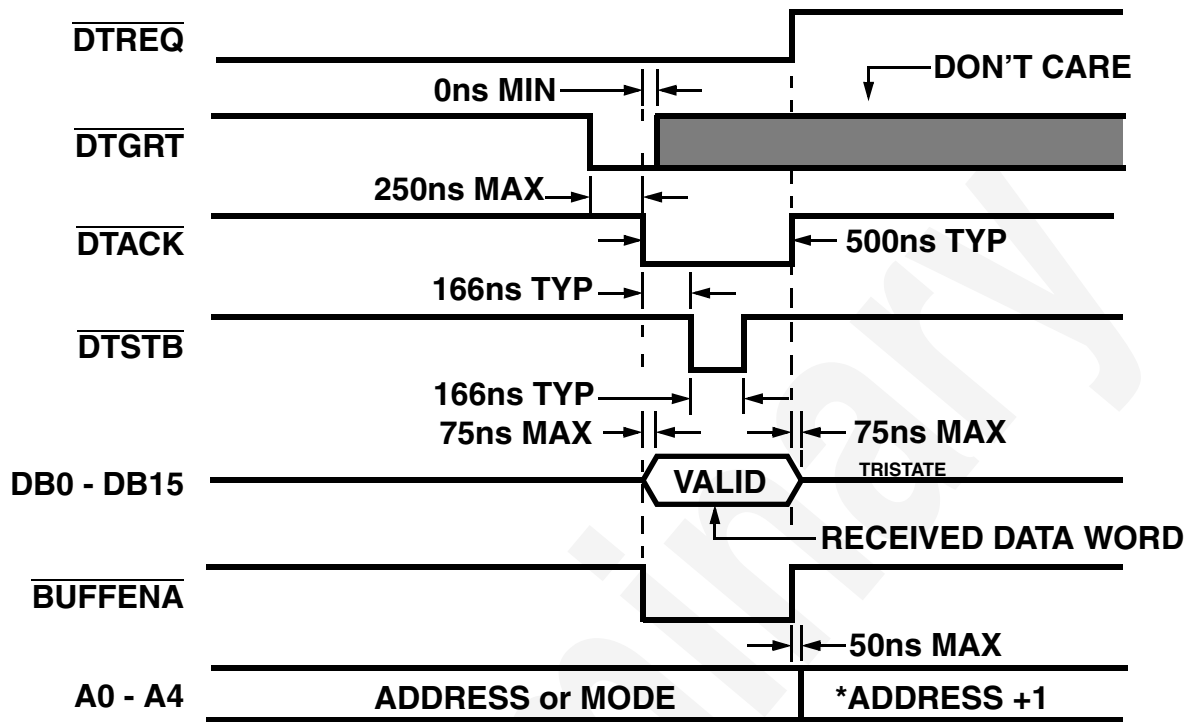 DTREQ
DON'T CARE
0ns MIN
DTGRT
250ns MAX
DTACK
500ns TYP
166ns TYP
DTSTB
166ns TYP
75ns MAX
75ns MAX
DB0 - DB15
VALID
TRISTATE
RECEIVED DATA WORD
BUFFENA
50ns MAX
A0 - A4
ADDRESS or MODE
*ADDRESS +1